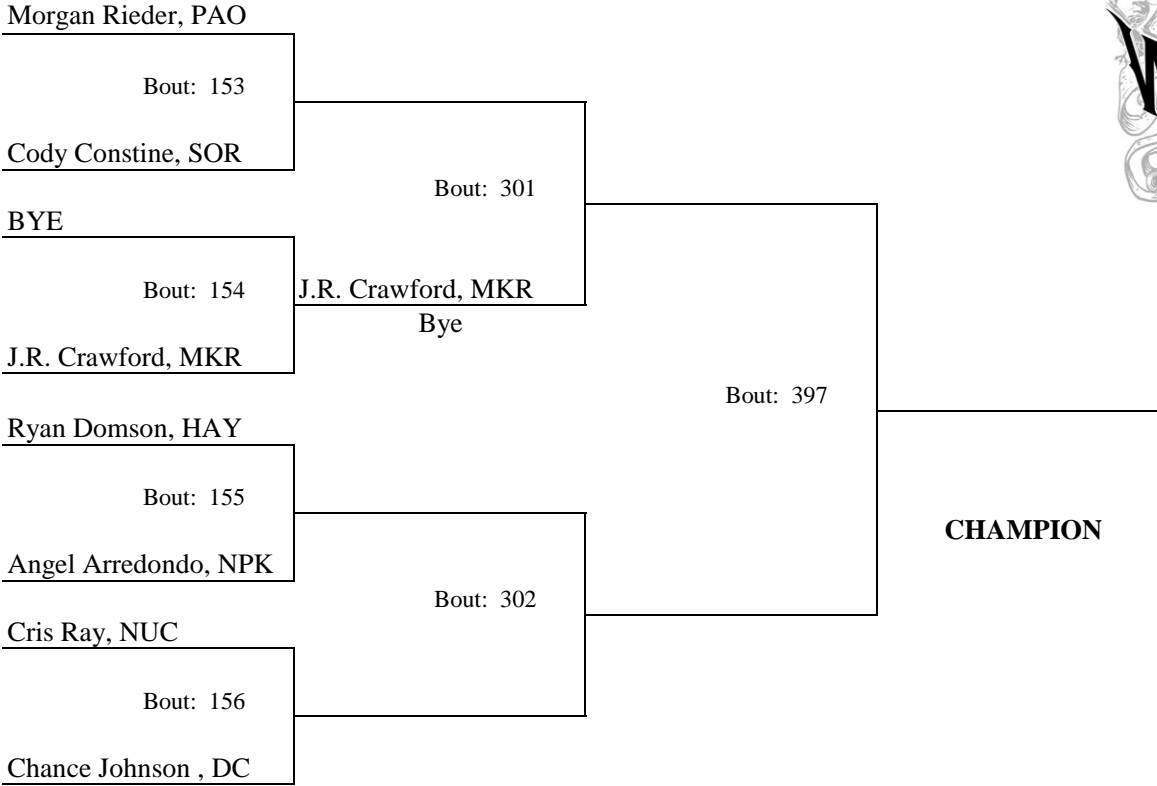 Morgan Rieder, PAO
Bout: 153
Cody Constine, SOR
Bout: 301
BYE
Bout: 154
J.R. Crawford, MKR
Bye
J.R. Crawford, MKR
Bout: 397
Ryan Domson, HAY
Bout: 155
CHAMPION
Angel Arredondo, NPK
Bout: 302
Cris Ray, NUC
Bout: 156
Chance Johnson , DC